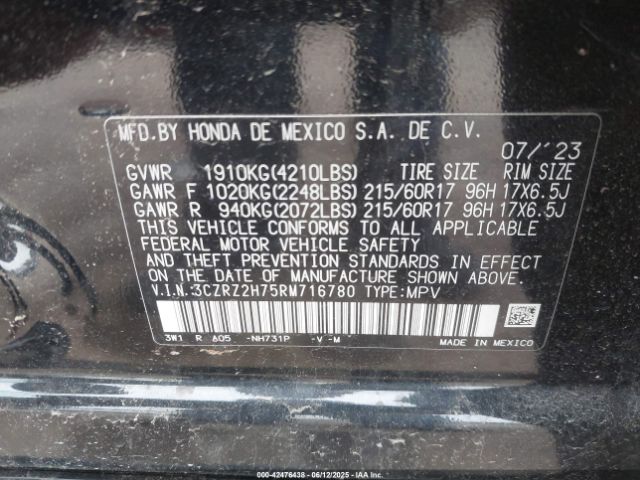 MFD.BY HONDA DE MEXICO S.A. DE C.V.
07/'23
GVWR 1910KG(4210LBS) TIRE SIZE RIM SIZE
GAWR F 1020KG(2248LBS) 215/60R17 96H 17X6.5J
GAWR R 940KG(2072LBS) 215/60R17 96H 17X6.5J
THIS VEHICLE CONFORMS TO ALL APPLICABLE
FEDERAL MOTOR VEHICLE SAFETY
AND THEFT PREVENTION STANDARDS IN EFFECT
ON THE DATE OF MANUFACTURE SHOWN ABOVE.
V.I.N.:3CZRZ2H75RM716780 TYPE:MPV
3W1 R A05 -NH731P -V-M MADE IN MEXICO
000-42476438 - 06/12/2025 - IAA Inc.